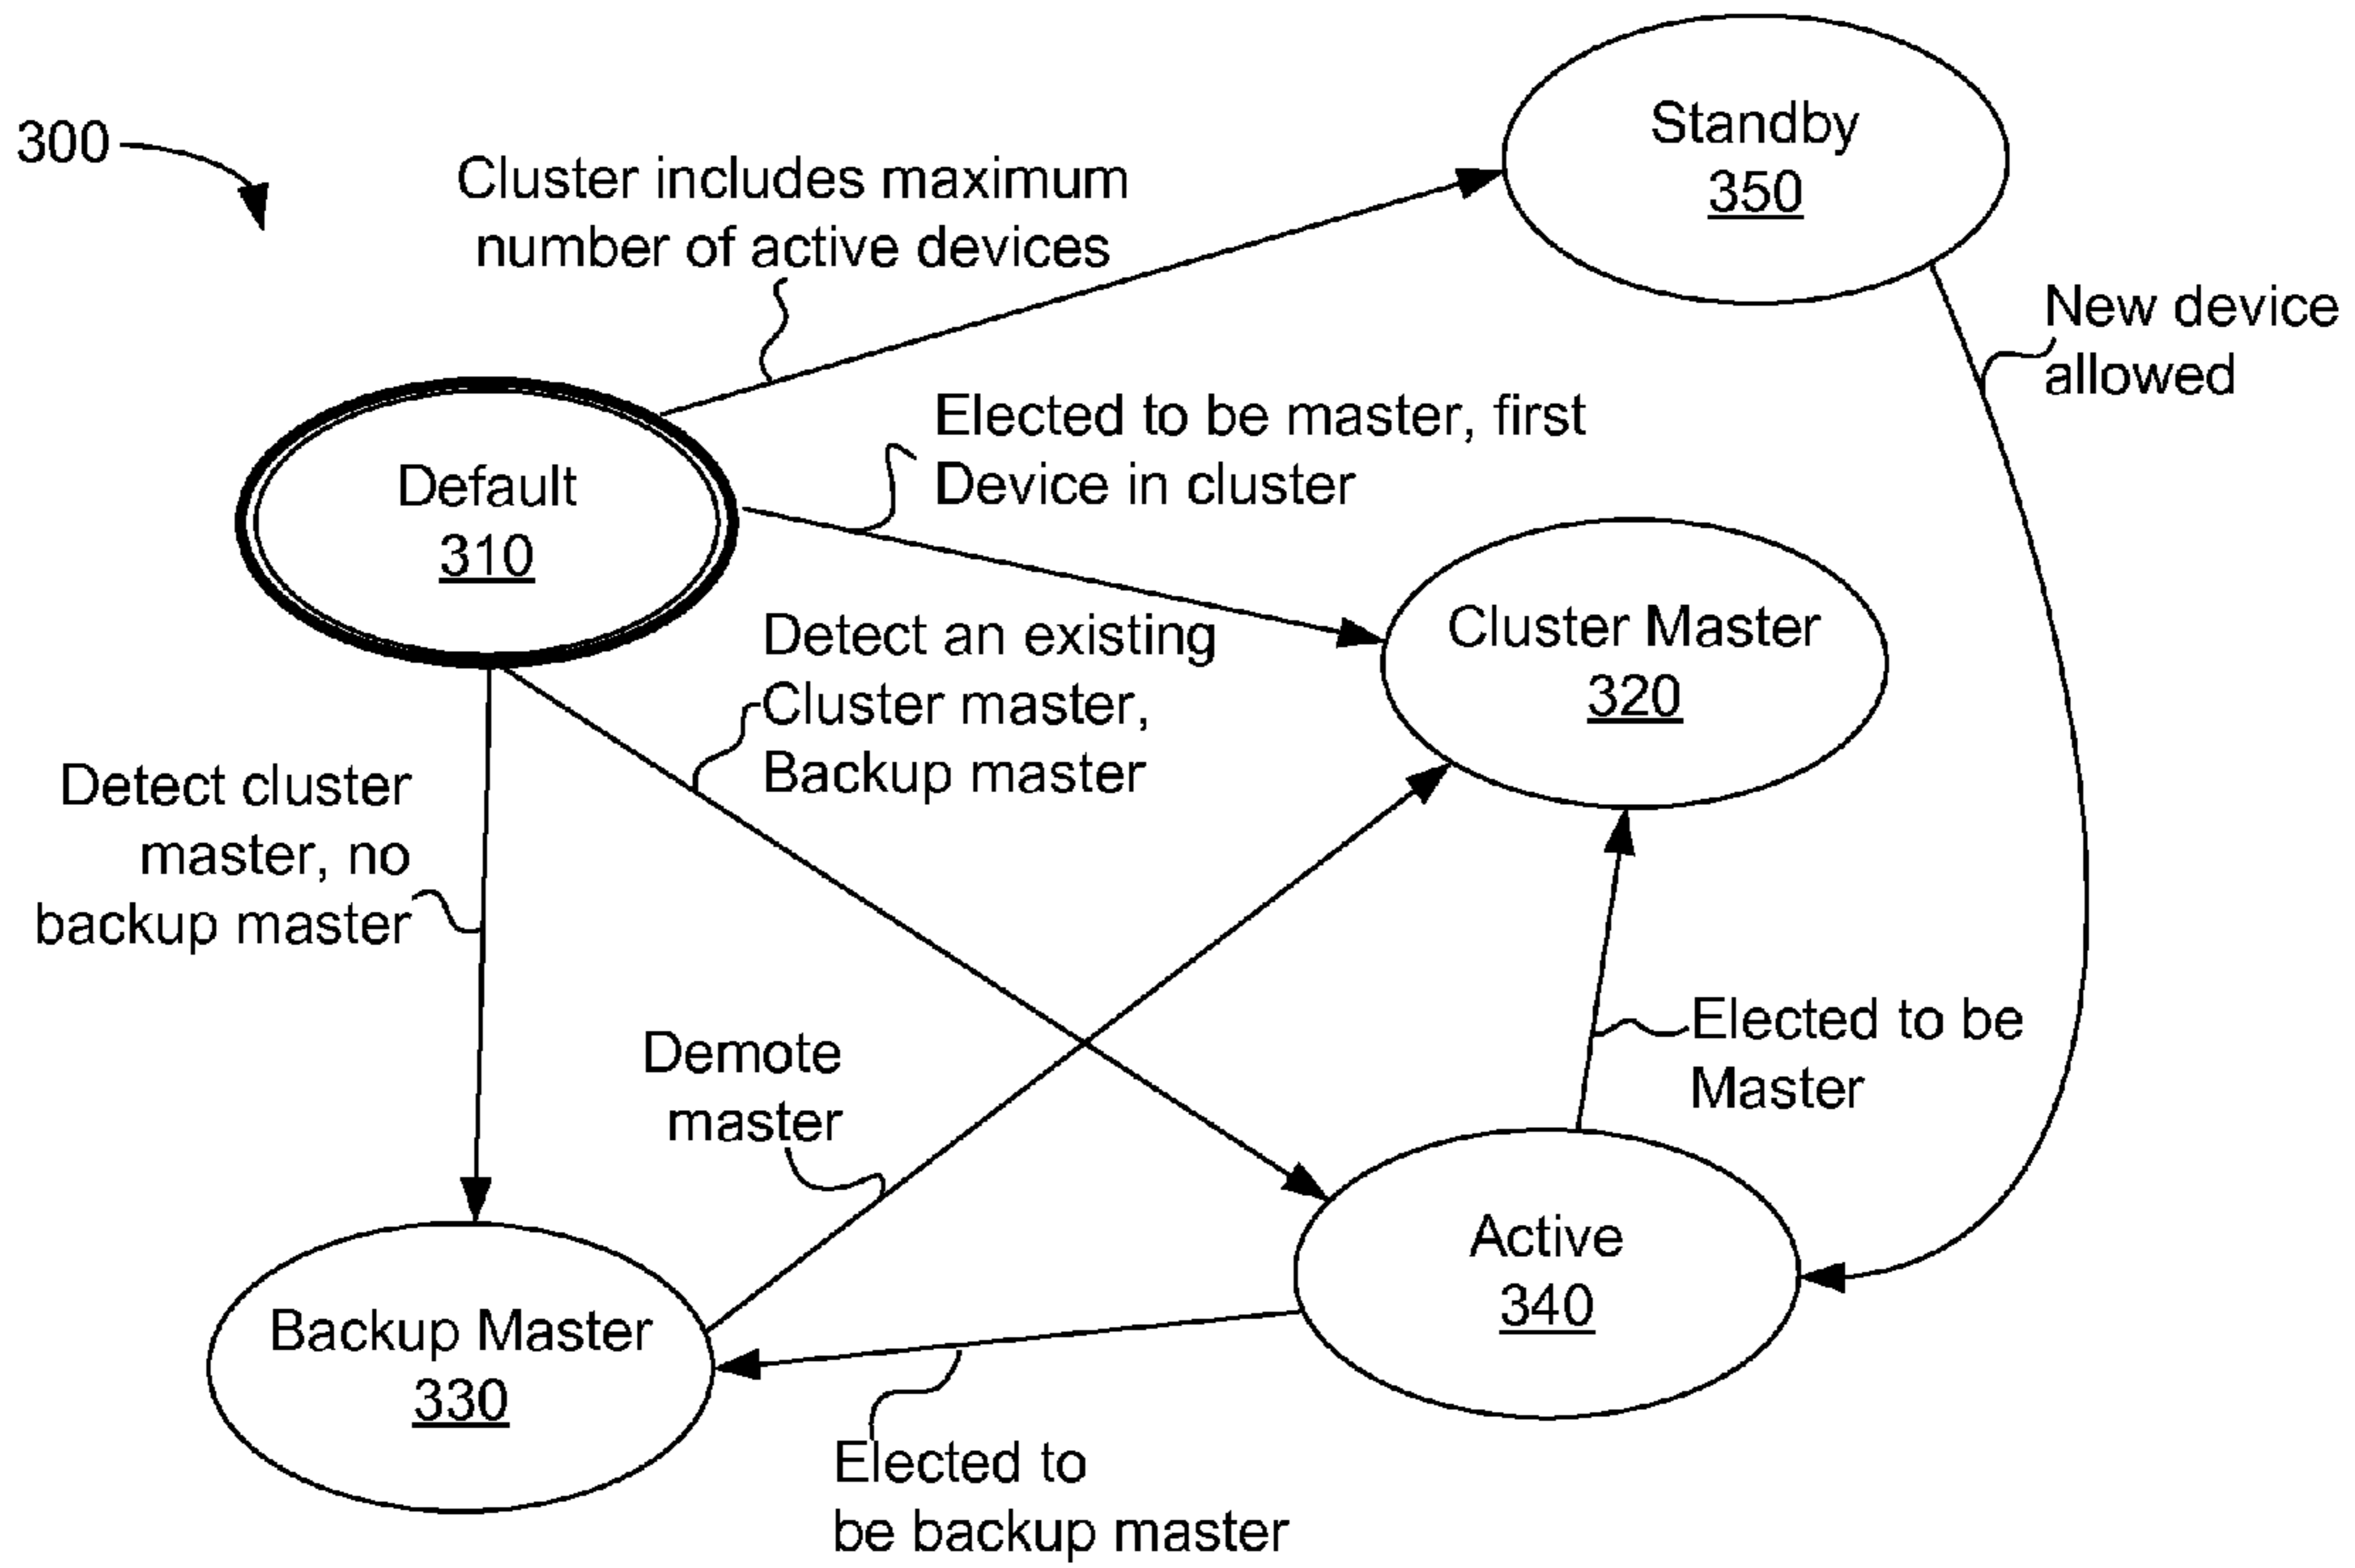 300
Standby
350
Cluster includes maximum
number of active devices
New device
allowed
Elected to be master, first
Device in cluster
Default
310
Detect an existing
Cluster master,
Backup master
Cluster Master
320
Detect cluster
master, no
backup master
Demote
master
Elected to be
Master
Active
340
Backup Master
330
Elected to
be backup master